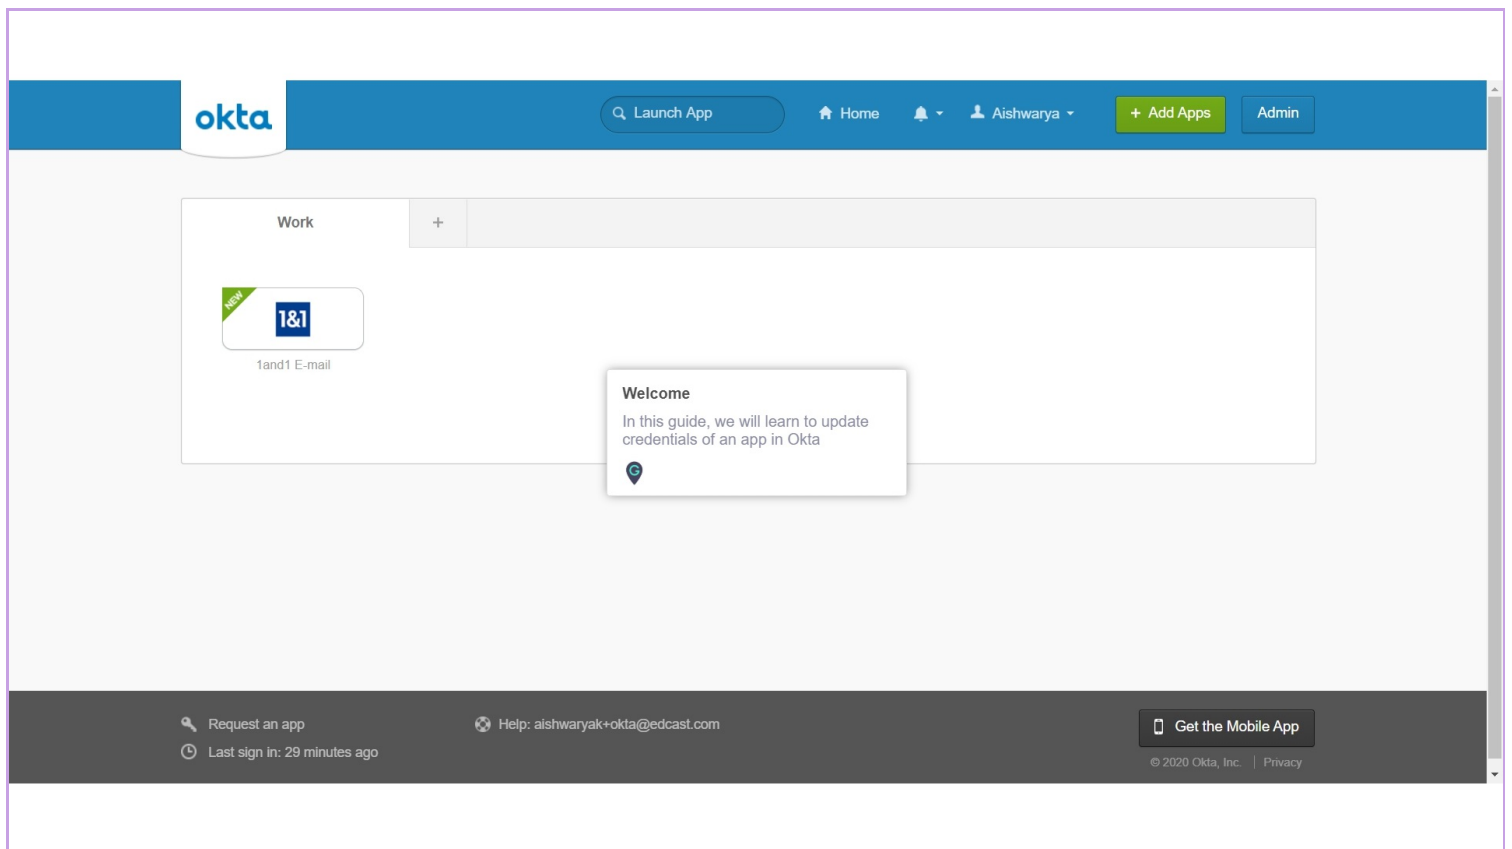 okta
Launch App
Home
Aishwarya
+ Add Apps
Admin
Work
+
NEW
1&1
1and1 E-mail
Welcome
In this guide, we will learn to update
credentials of an app in Okta
G
Request an app
Help: aishwaryak+okta@edcast.com
Get the Mobile App
Last sign in: 29 minutes ago
© 2020 Okta, Inc. | Privacy